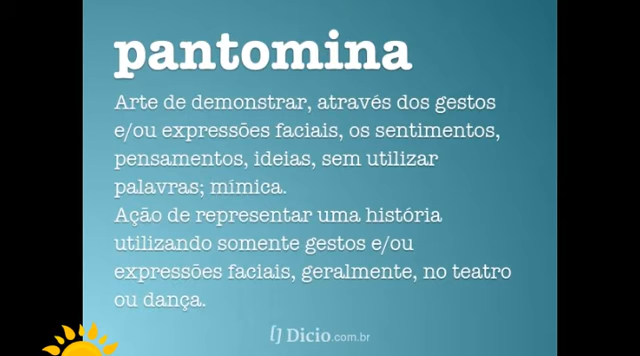 pantomina
Arte de demonstrar, através dos gestos
e/ou expressões faciais, os sentimentos,
pensamentos, ideias, sem utilizar
palavras; mímica.
Ação de representar uma história
utilizando somente gestos e/ou
expressões faciais, geralmente, no teatro
ou dança.
Dicio.com.br